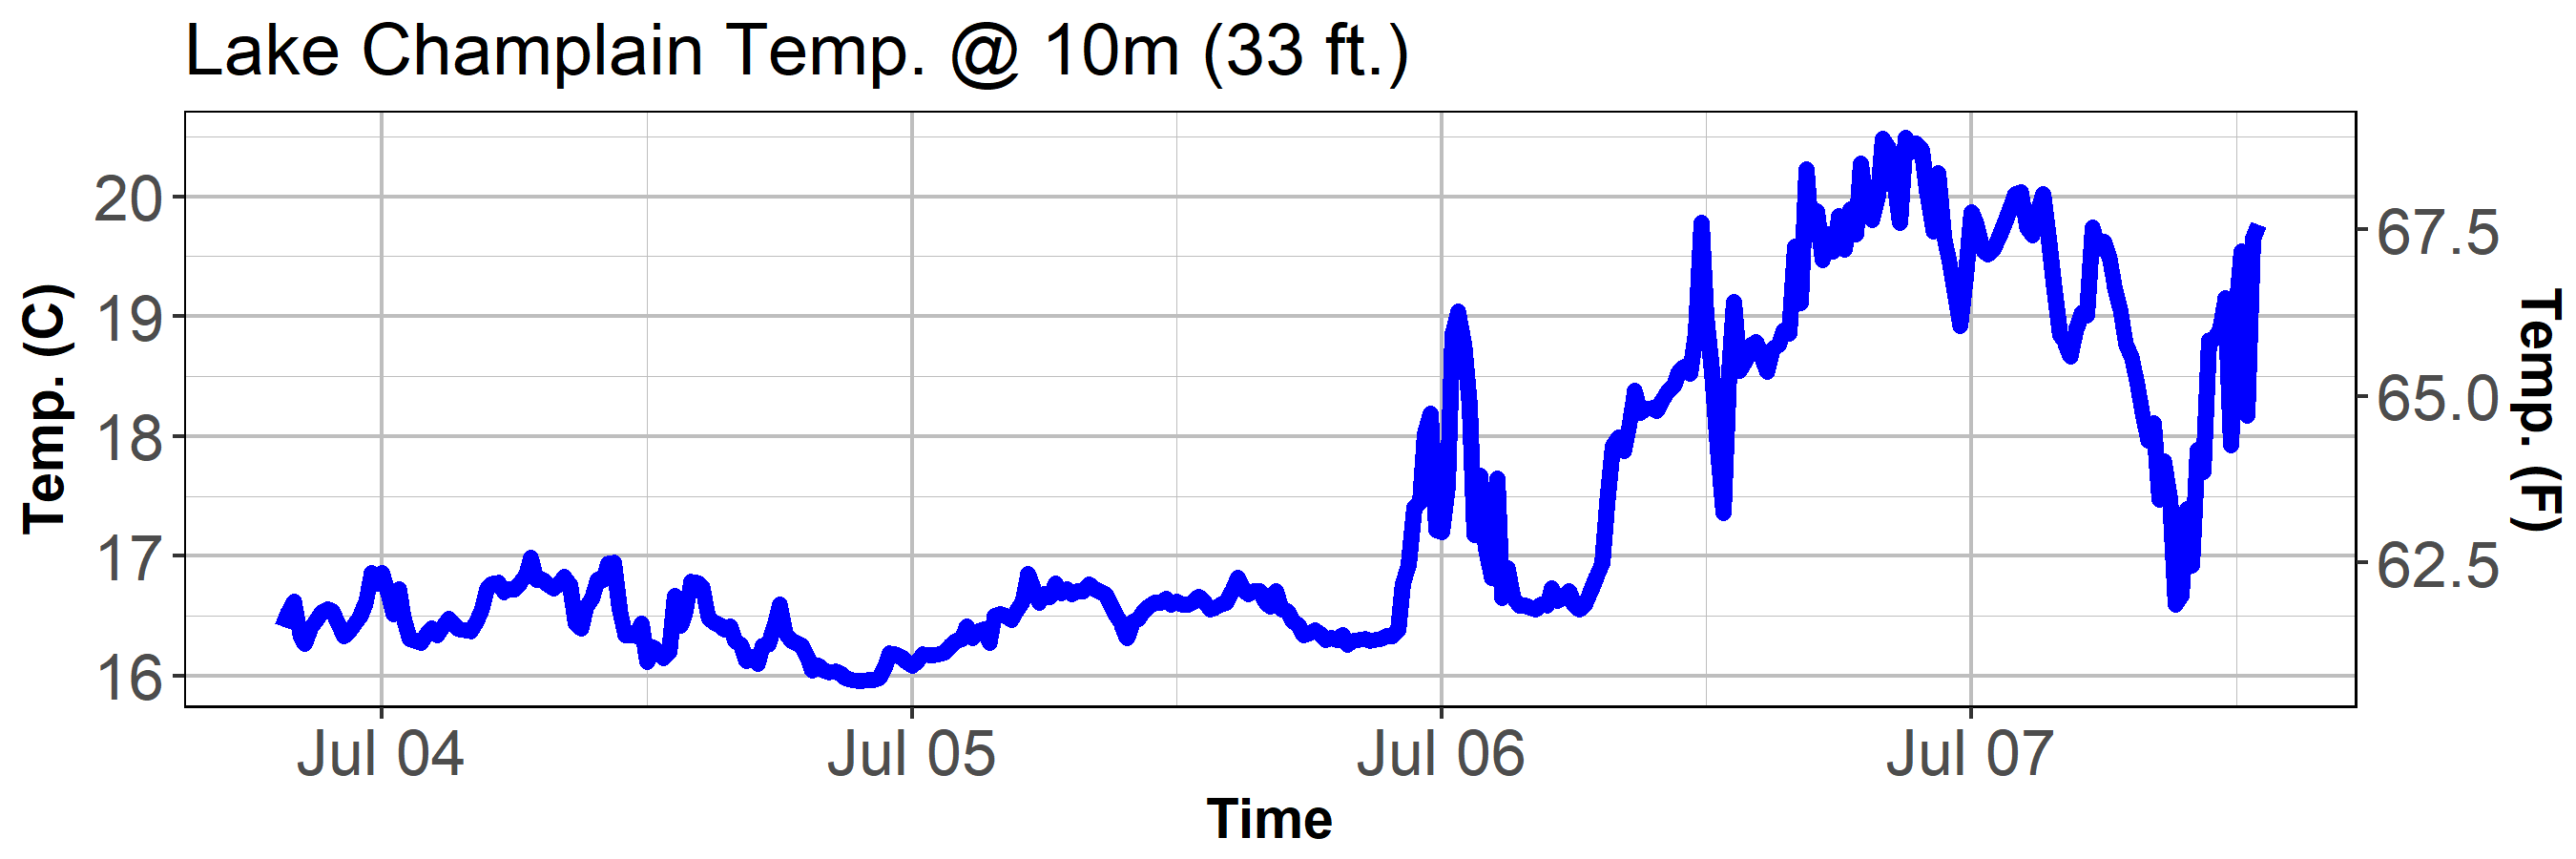 Lake Champlain Temp. @ 10m (33 ft.)
Temp. (C)
20
19
18
17
16
67.5
65.0
62.5
Temp. (F)
Jul 04 Jul 05 Jul 06 Jul 07
Time